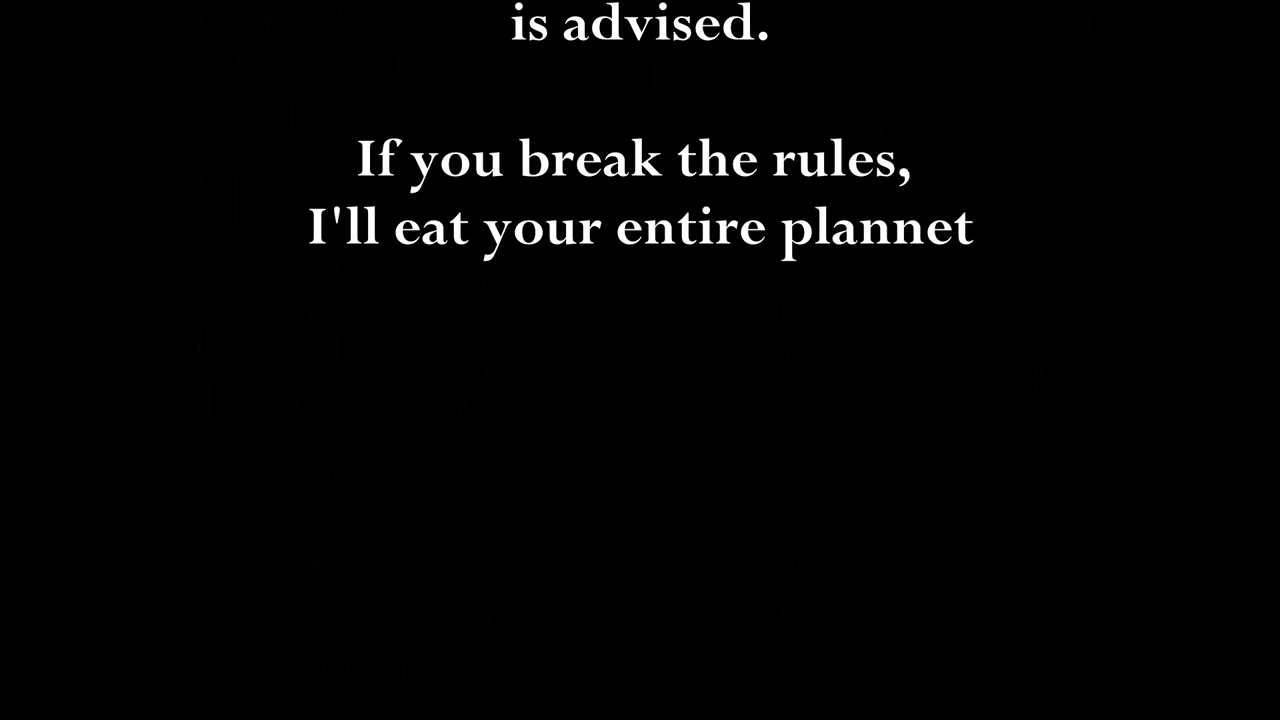 is advised.
If you break the rules,
I'll eat your entire plannet